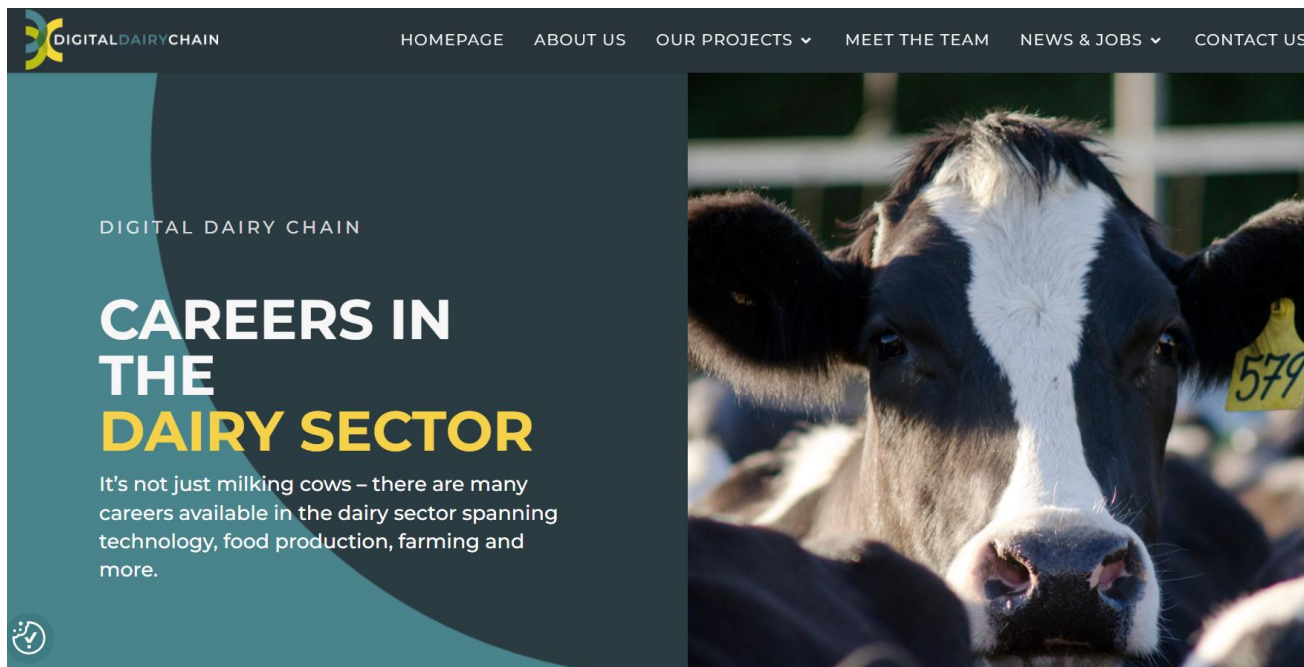 DIGITALDAIRYCHAIN
HOMEPAGE
ABOUT US
OUR PROJECTS
MEET THE TEAM
NEWS & JOBS
CONTACT US
DIGITAL DAIRY CHAIN
CAREERS IN
THE
DAIRY SECTOR
It’s not just milking cows – there are many
careers available in the dairy sector spanning
technology, food production, farming and
more.
579